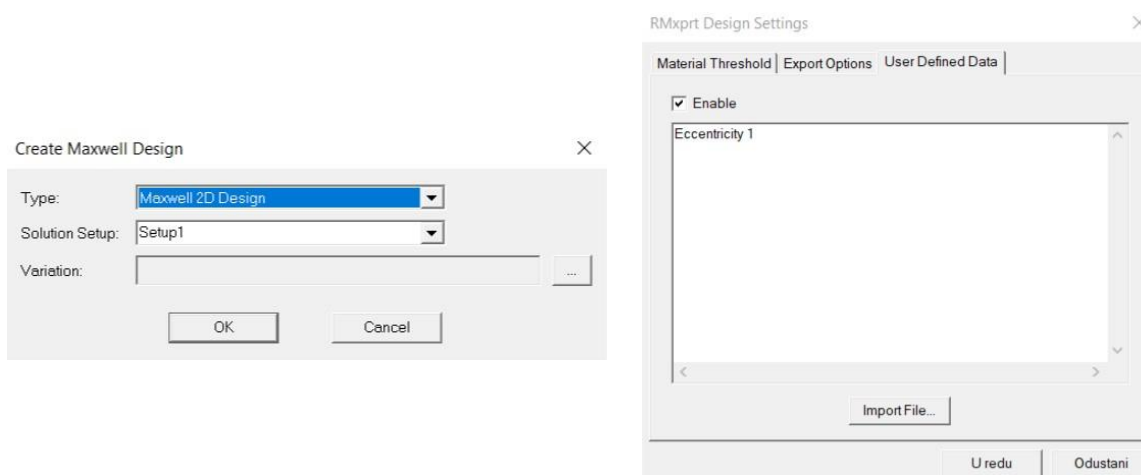 Create Maxwell Design
Type: Maxwell 2D Design
Solution Setup: Setup1
Variation: ...
OK Cancel
RMxprt Design Settings
Material Threshold Export Options User Defined Data
Enable
Eccentricity 1
Import File...
U redu Odustani